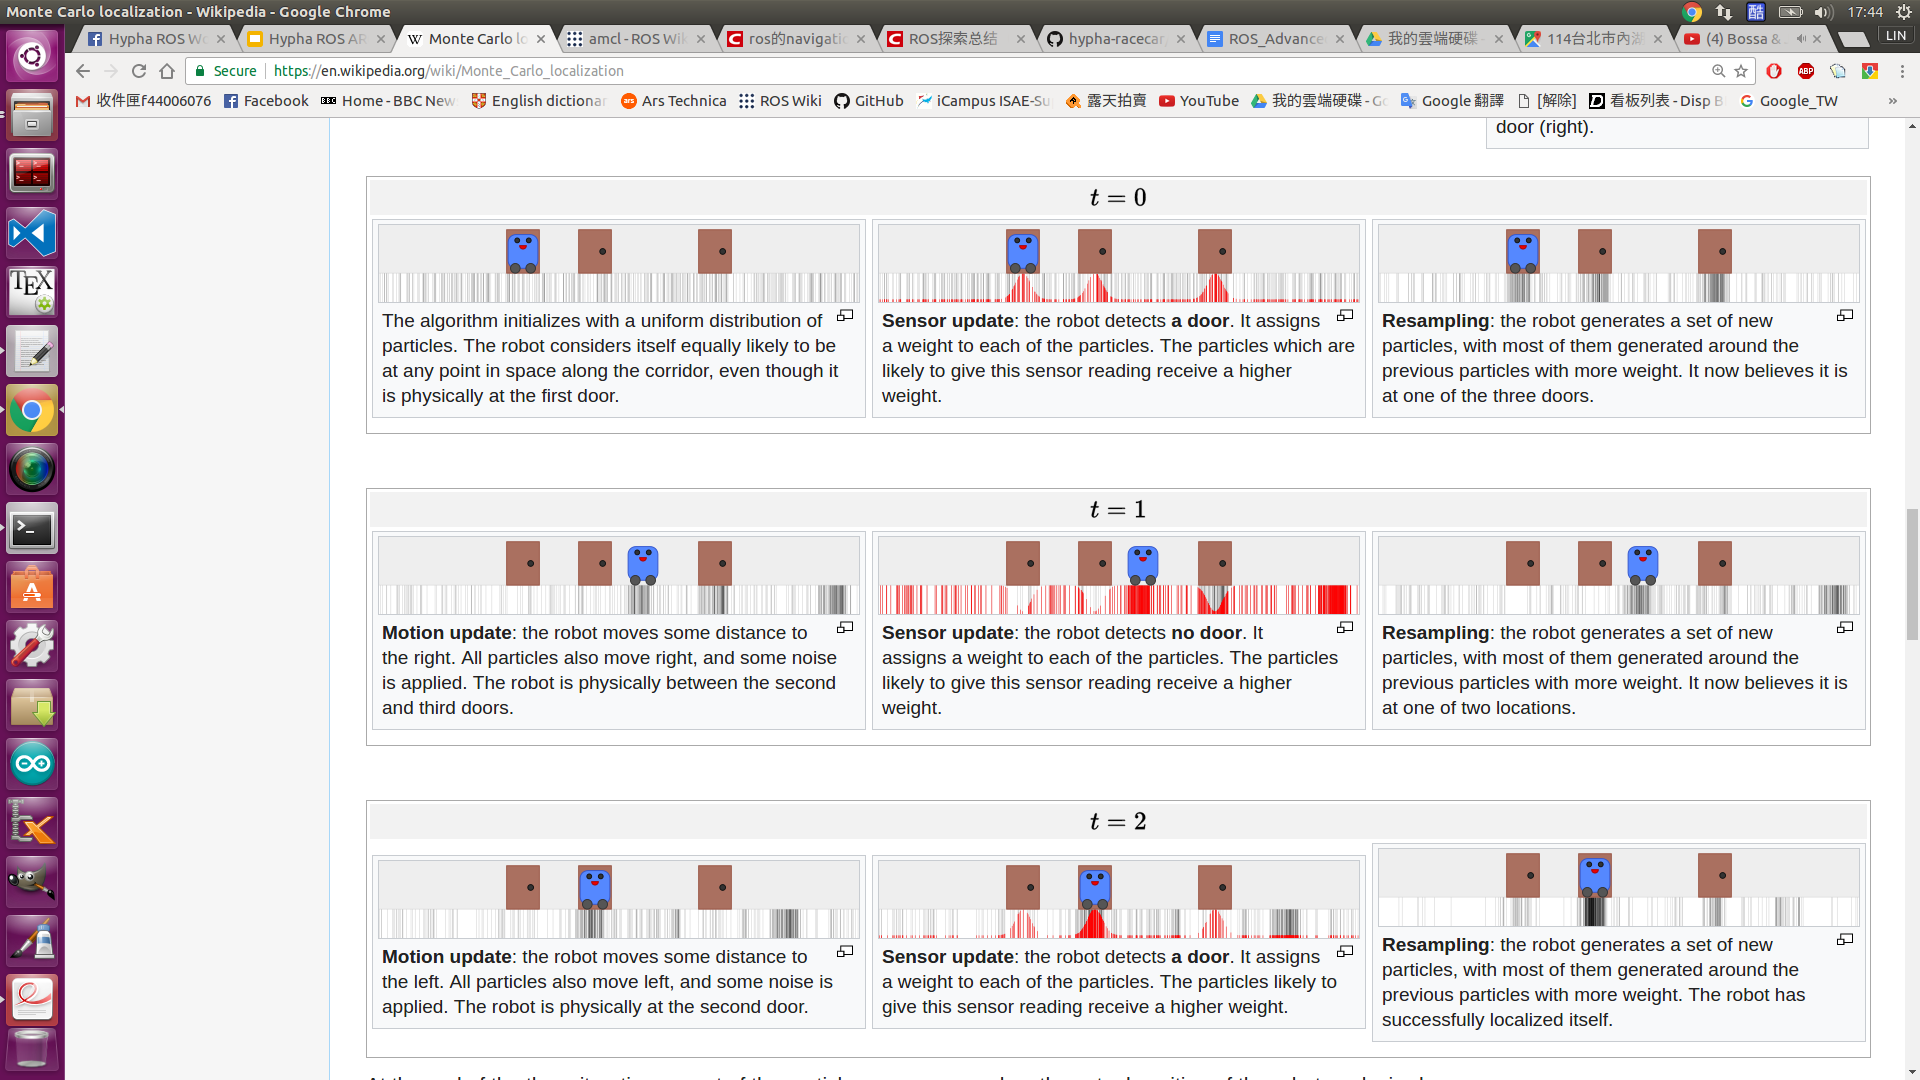 Monte Carlo localization - Wikipedia - Google Chrome
酷
17:44
Hypha ROS W
Hypha ROS AR
Monte Carlo lo
amcl - ROS Wik
ros的navigati
ROS探索总结
hypha-racecar
ROS_Advance
我的雲端硬碟 -
114台北市內湖
(4) Bossa &
LIN
Secure
https://en.wikipedia.org/wiki/Monte_Carlo_localization
ABP
收件匣f44006076
Facebook
BBC
Home - BBC New
English dictionar
ars
Ars Technica
ROS Wiki
GitHub
iCampus ISAE-Su
露天拍賣
YouTube
我的雲端硬碟 - G
Google 翻譯
[解除]
看板列表 - Disp B
Google_TW
»
door (right).
t = 0
The algorithm initializes with a uniform distribution of
particles. The robot considers itself equally likely to be
at any point in space along the corridor, even though it
is physically at the first door.
Sensor update: the robot detects a door. It assigns
a weight to each of the particles. The particles which are
likely to give this sensor reading receive a higher
weight.
Resampling: the robot generates a set of new
particles, with most of them generated around the
previous particles with more weight. It now believes it is
at one of the three doors.
t = 1
Motion update: the robot moves some distance to
the right. All particles also move right, and some noise
is applied. The robot is physically between the second
and third doors.
Sensor update: the robot detects no door. It
assigns a weight to each of the particles. The particles
likely to give this sensor reading receive a higher
weight.
Resampling: the robot generates a set of new
particles, with most of them generated around the
previous particles with more weight. It now believes it is
at one of two locations.
t = 2
Motion update: the robot moves some distance to
the left. All particles also move left, and some noise is
applied. The robot is physically at the second door.
Sensor update: the robot detects a door. It assigns
a weight to each of the particles. The particles likely to
give this sensor reading receive a higher weight.
Resampling: the robot generates a set of new
particles, with most of them generated around the
previous particles with more weight. The robot has
successfully localized itself.
TEX